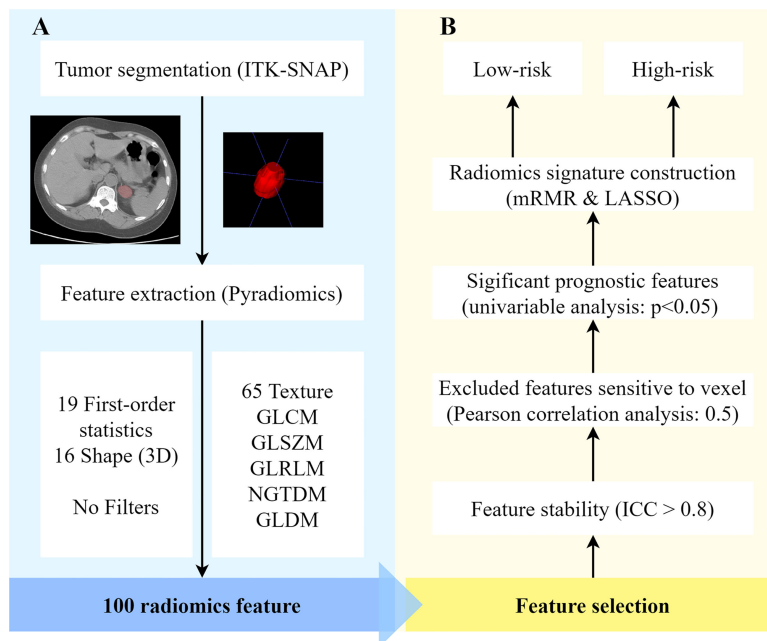 A
Tumor segmentation (ITK-SNAP)
Feature extraction (Pyradiomics)
19 First-order
statistics
16 Shape (3D)
No Filters
65 Texture
GLCM
GLSZM
GLRLM
NGTDM
GLDM
100 radiomics feature
B
Low-risk
High-risk
Radiomics signature construction
(mRMR & LASSO)
Sigificant prognostic features
(univariable analysis: p<0.05)
Excluded features sensitive to vexel
(Pearson correlation analysis: 0.5)
Feature stability (ICC > 0.8)
Feature selection